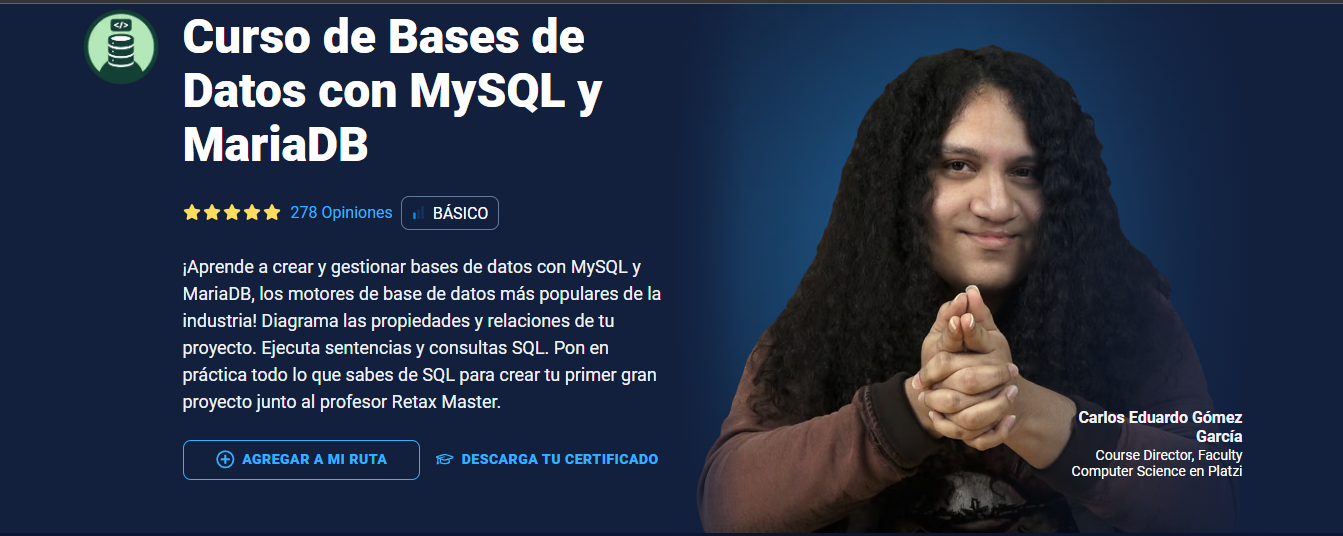 </>
Curso de Bases de
Datos con MySQL y
MariaDB
278 Opiniones
BÁSICO
¡Aprende a crear y gestionar bases de datos con MySQL y
MariaDB, los motores de base de datos más populares de la
industria! Diagrama las propiedades y relaciones de tu
proyecto. Ejecuta sentencias y consultas SQL. Pon en
práctica todo lo que sabes de SQL para crear tu primer gran
proyecto junto al profesor Retax Master.
AGREGAR A MI RUTA
DESCARGA TU CERTIFICADO
Carlos Eduardo Gómez
García
Course Director, Faculty
Computer Science en Platzi